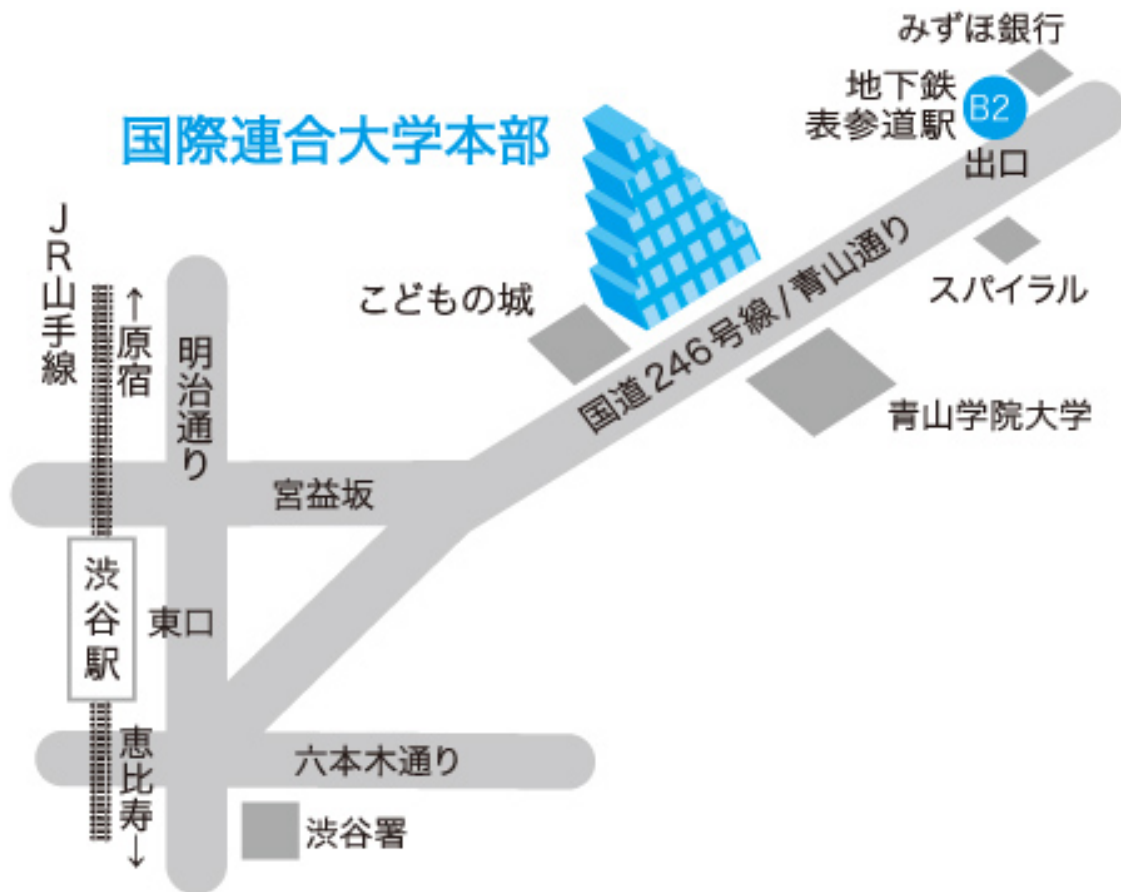 みずほ銀行
地下鉄
表参道駅
B2
出口
国際連合大学本部
スパイラル
国道246号線/青山通り
こどもの城
青山学院大学
JR山手線
↑原宿
明治通り
宮益坂
渋谷駅
東口
恵比寿↓
六本木通り
渋谷署